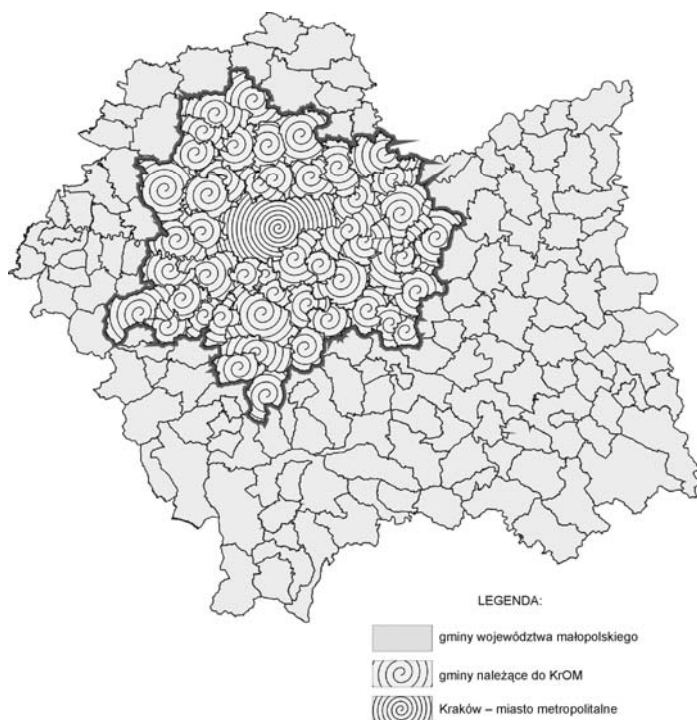 LEGENDA:
gminy województwa małopolskiego
gminy należące do KrOM
Kraków – miasto metropolitalne